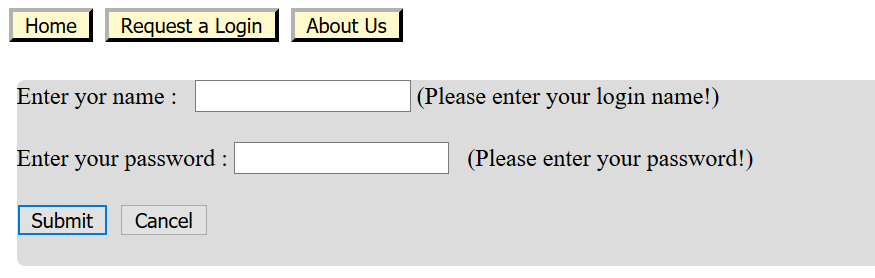 Home Request a Login About Us
Enter yor name : (Please enter your login name!)
Enter your password : (Please enter your password!)
Submit Cancel